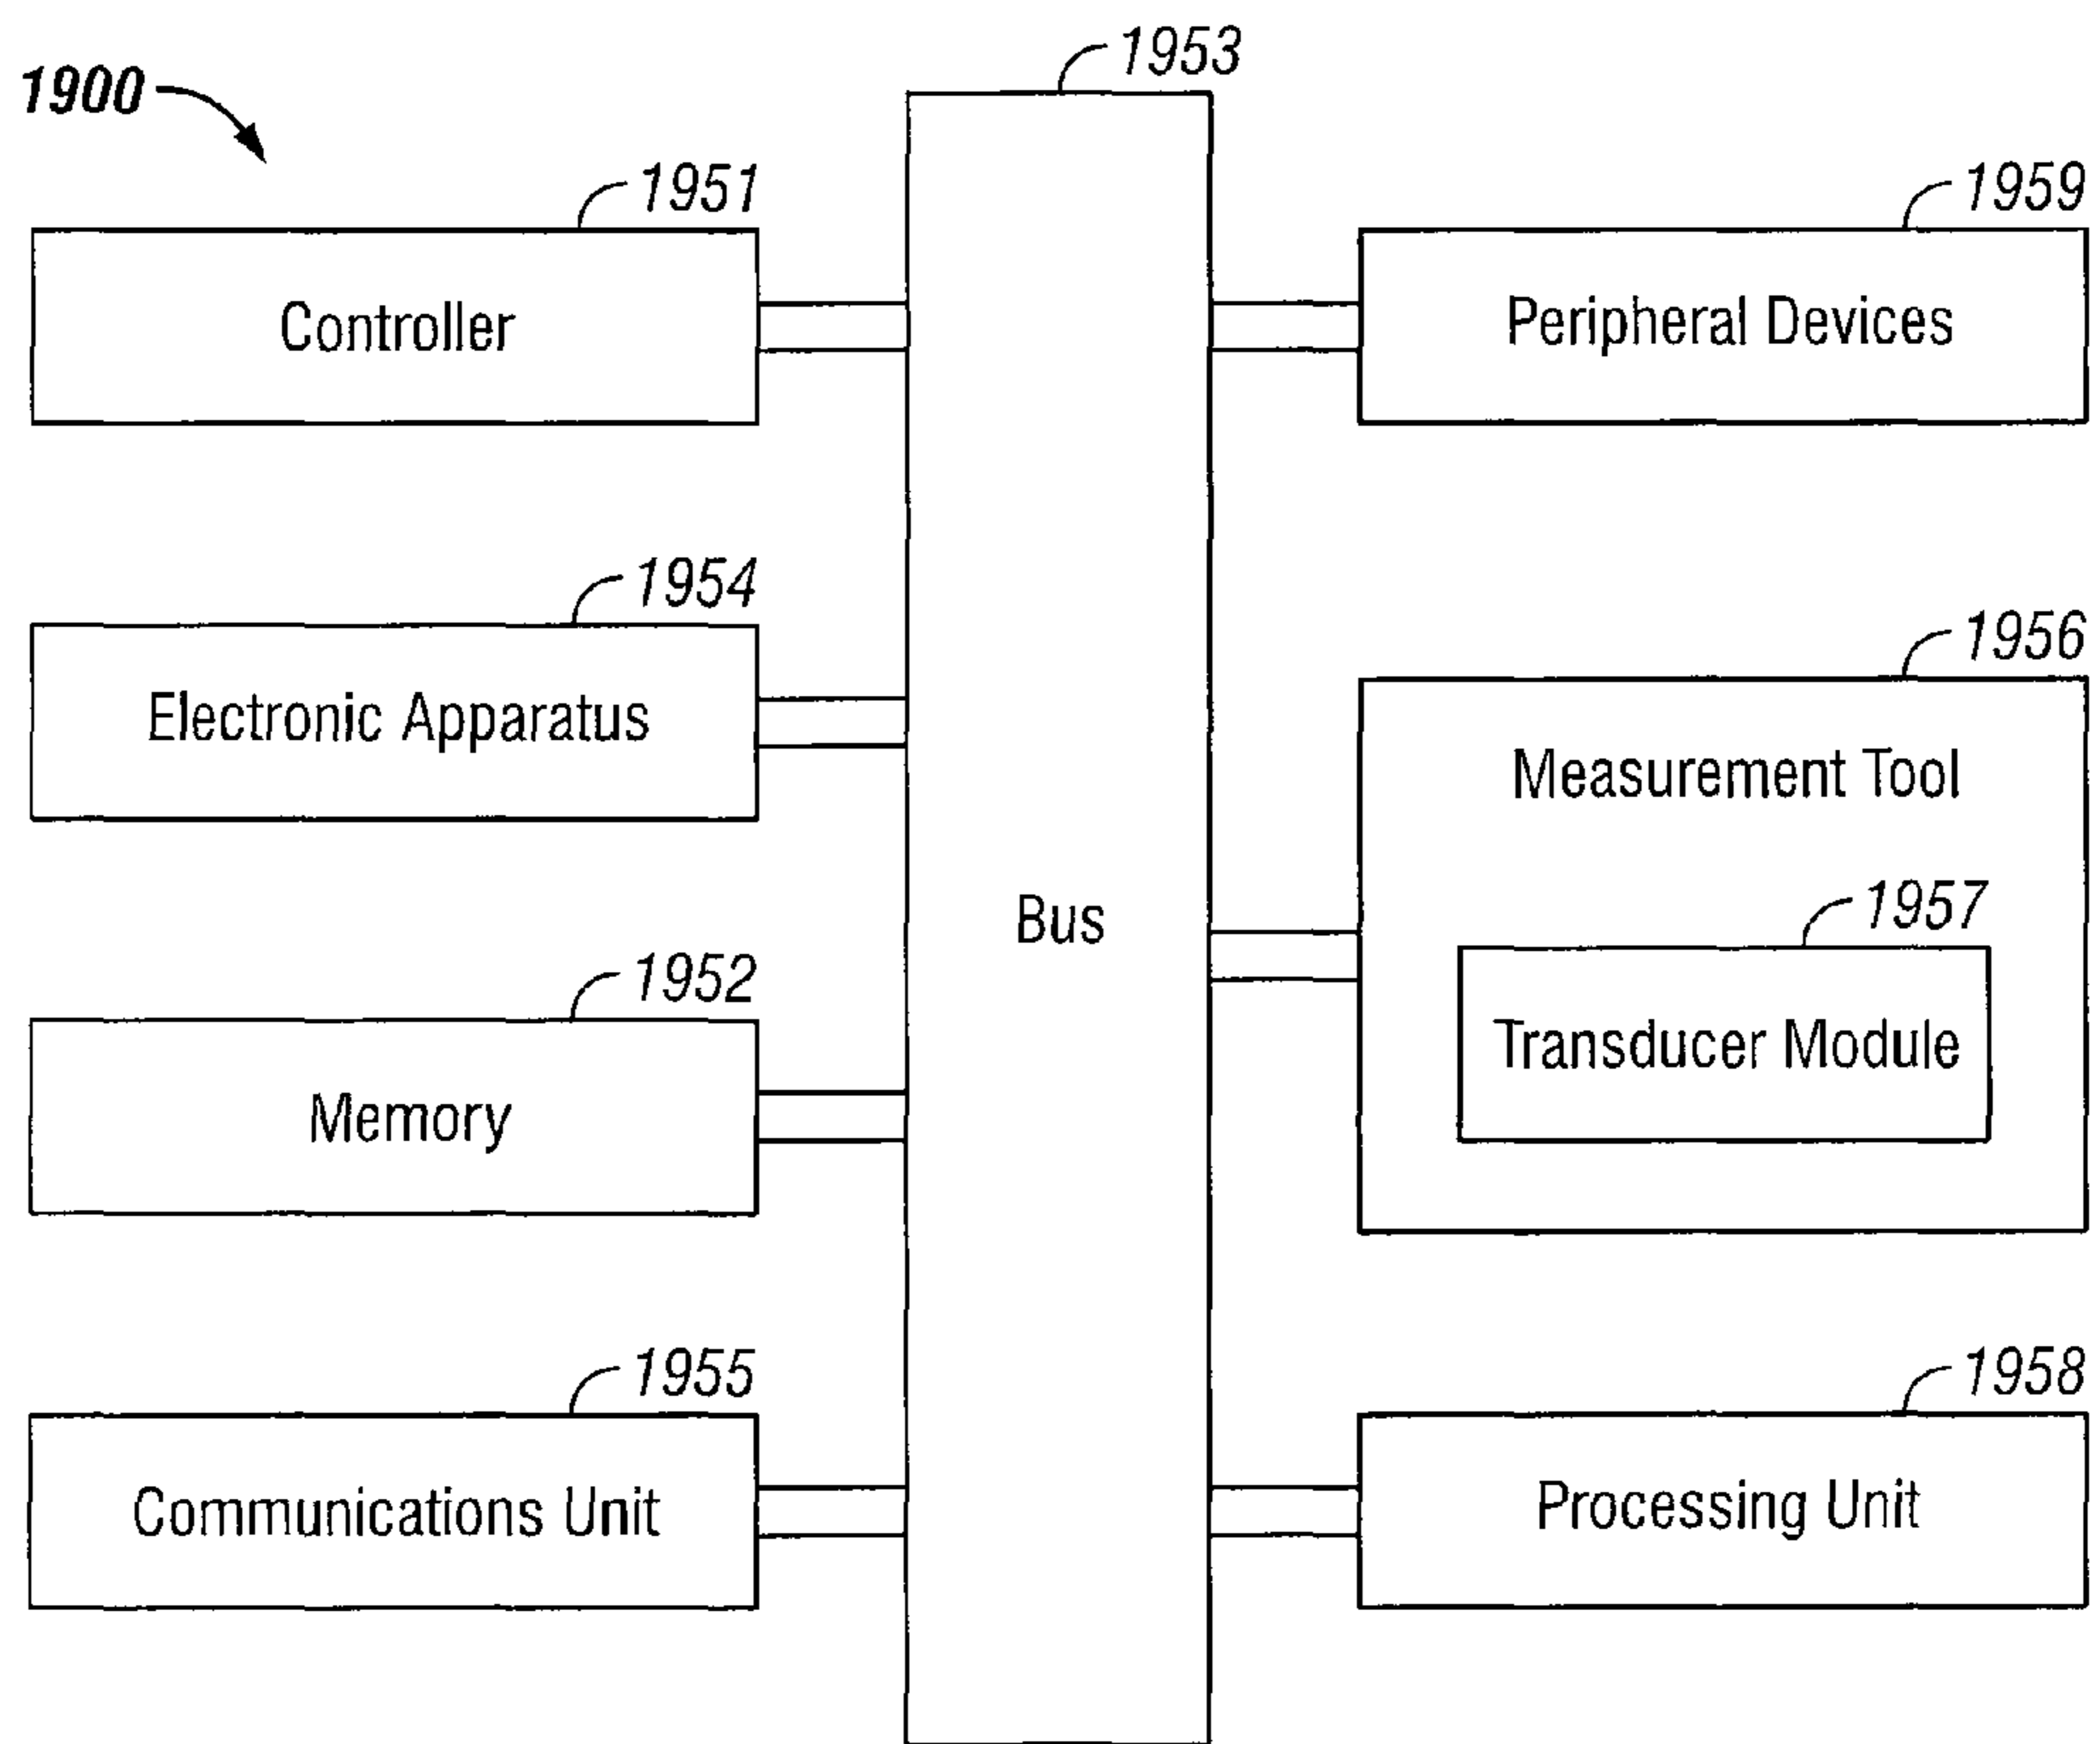 1900
1953
1951
Controller
1959
Peripheral Devices
1954
Electronic Apparatus
1956
Measurement Tool
Bus
1957
Transducer Module
1952
Memory
1955
Communications Unit
1958
Processing Unit